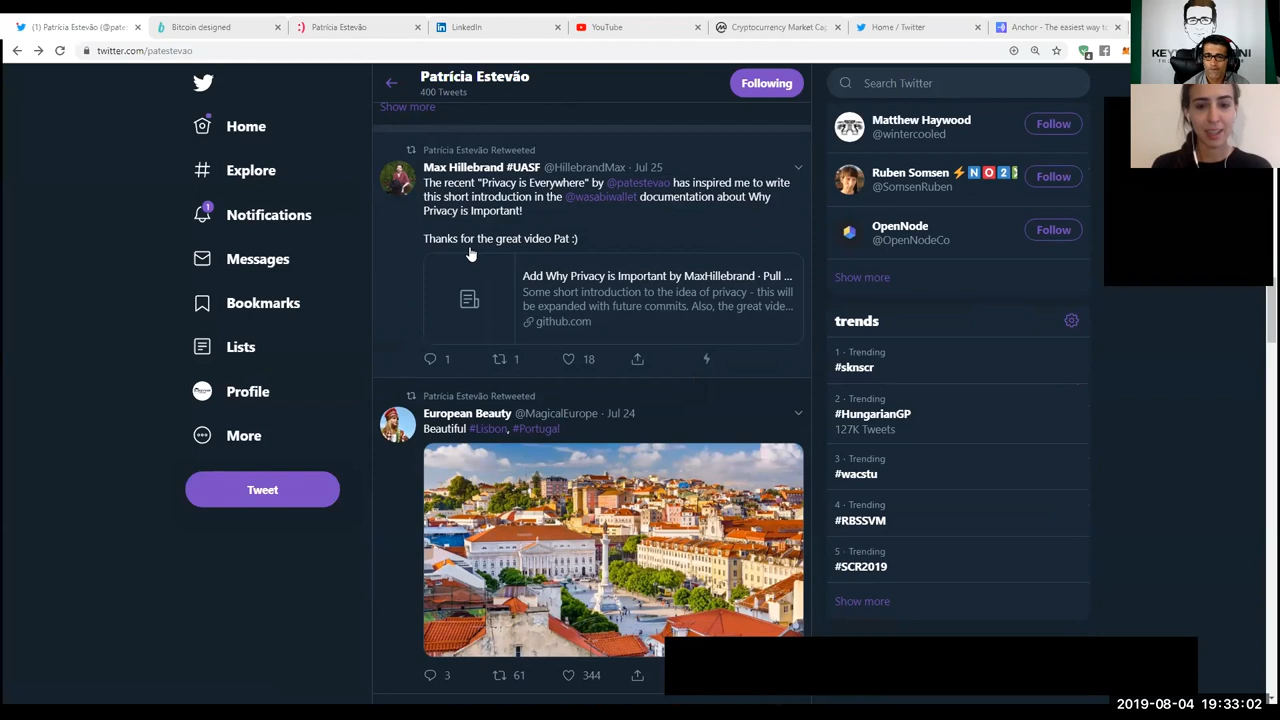 (1) Patrícia Estevão (@pates
Bitcoin designed
Patrícia Estevão
LinkedIn
YouTube
Cryptocurrency Market Cap
Home / Twitter
Anchor - The easiest way to
twitter.com/patestevao
4
Home
Explore
1
Notifications
Messages
Bookmarks
Lists
Profile
More
Tweet
Patrícia Estevão
400 Tweets
Following
Show more
Patrícia Estevão Retweeted
Max Hillebrand #UASF @HillebrandMax · Jul 25
The recent "Privacy is Everywhere" by @patestevao has inspired me to write
this short introduction in the @wasabiwallet documentation about Why
Privacy is Important!
Thanks for the great video Pat :)
Add Why Privacy is Important by MaxHillebrand · Pull ...
Some short introduction to the idea of privacy - this will
be expanded with future commits. Also, the great vide...
github.com
1
1
18
Patrícia Estevão Retweeted
European Beauty @MagicalEurope · Jul 24
Beautiful #Lisbon, #Portugal
3
61
344
Search Twitter
Matthew Haywood
@wintercooled
Follow
Ruben Somsen ⚡🇳🇴2️⃣
@SomsenRuben
Follow
OpenNode
@OpenNodeCo
Follow
Show more
trends
1 · Trending
#sknscr
2 · Trending
#HungarianGP
127K Tweets
3 · Trending
#wacstu
4 · Trending
#RBSSVM
5 · Trending
#SCR2019
Show more
2019-08-04 19:33:02